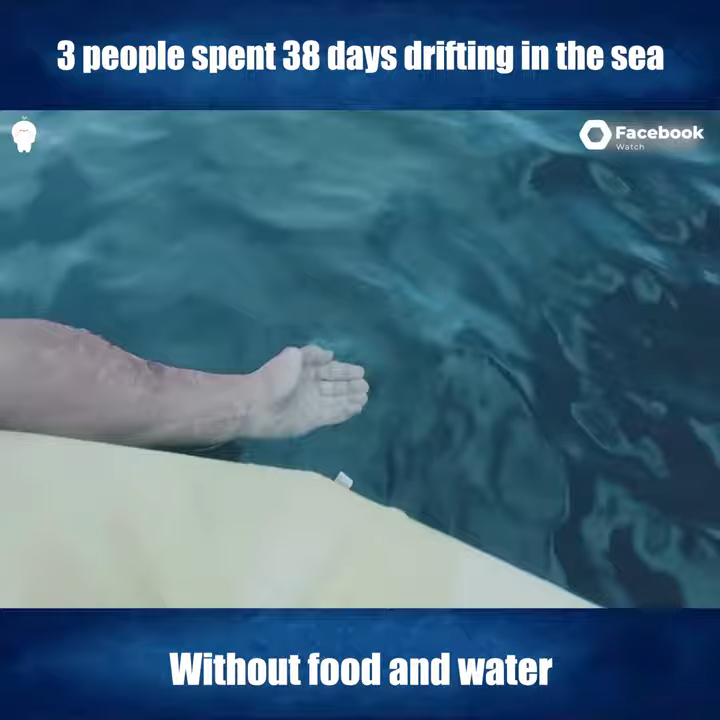 3 people spent 38 days drifting in the sea
Facebook
Watch
Without food and water